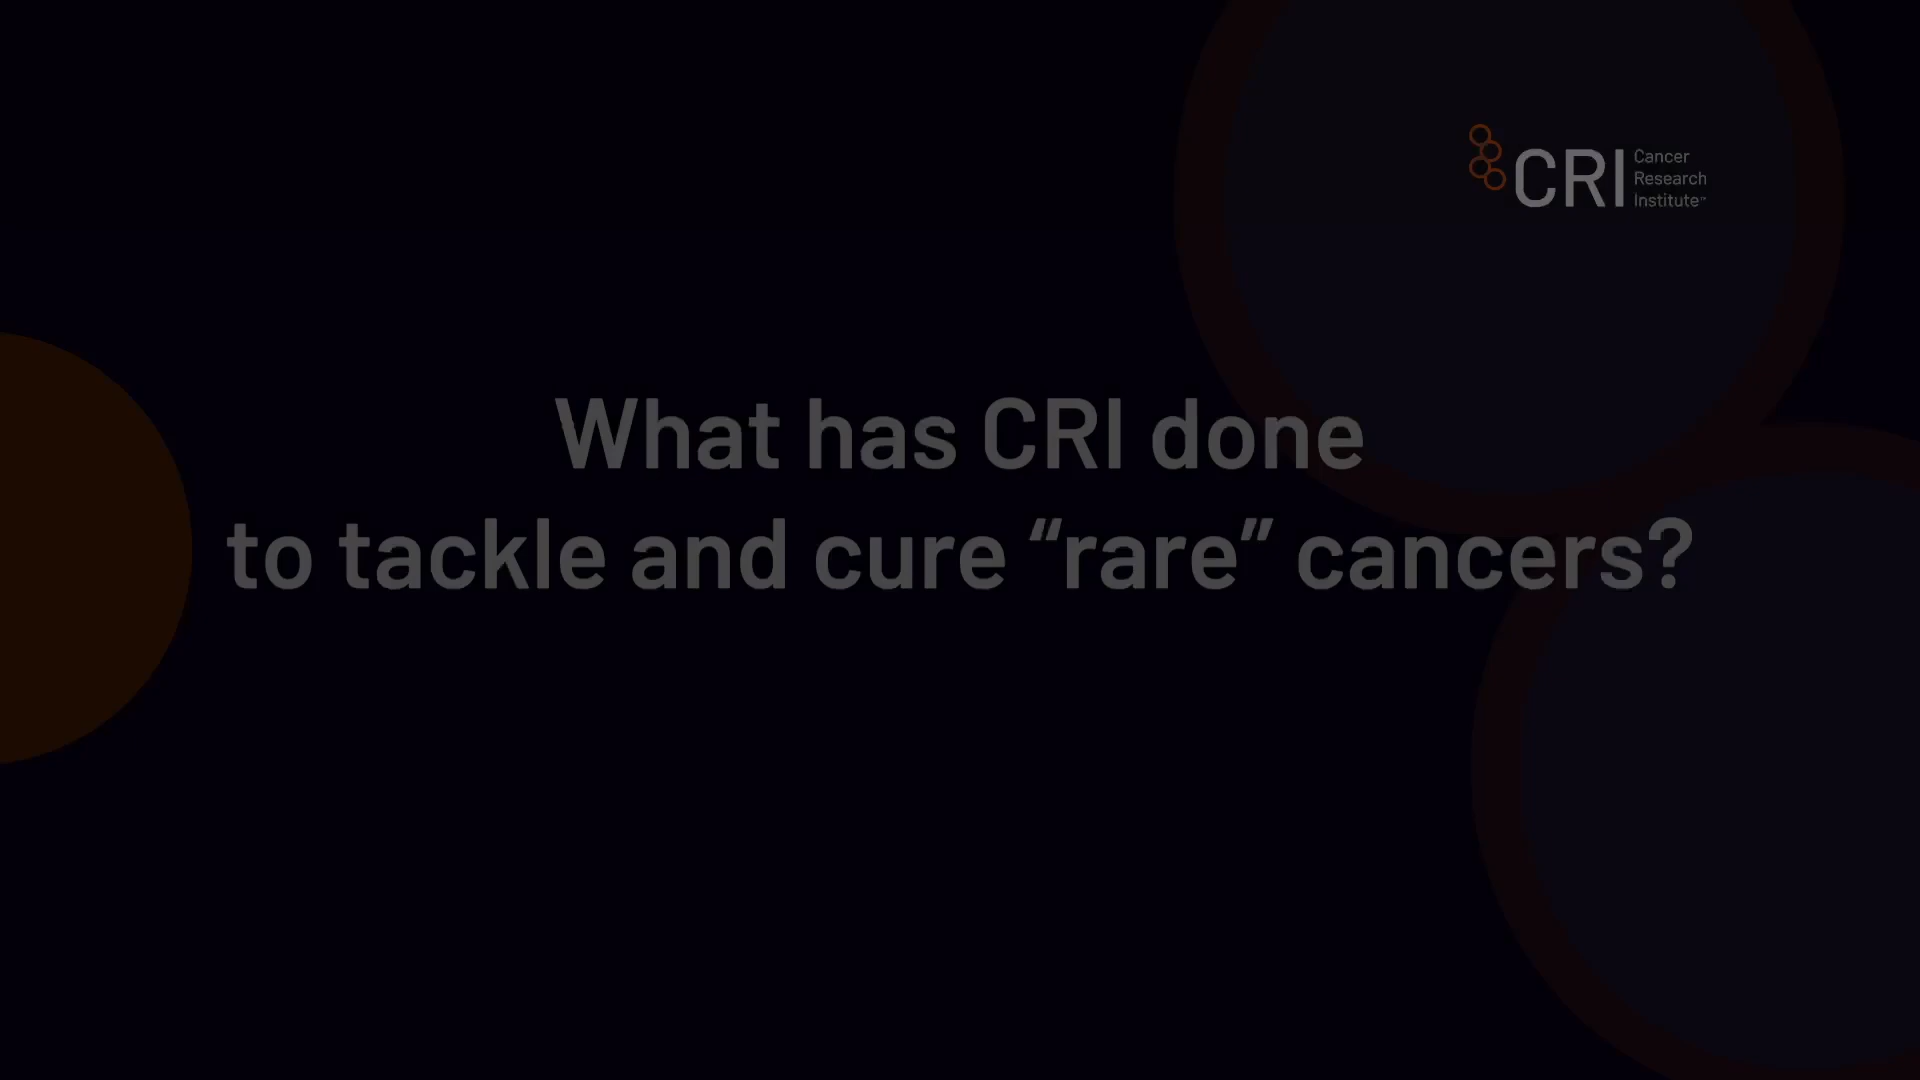 CRI
Cancer
Research
Institute™
What has CRI done
to tackle and cure “rare” cancers?